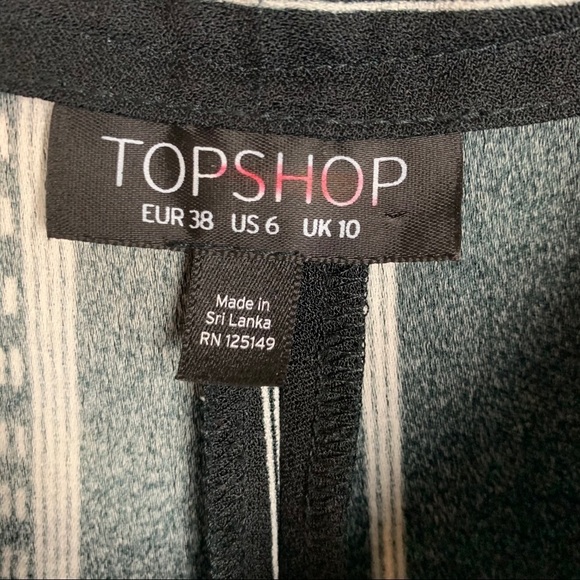 TOPSHOP
EUR 38 US 6 UK 10
Made in
Sri Lanka
RN 125149